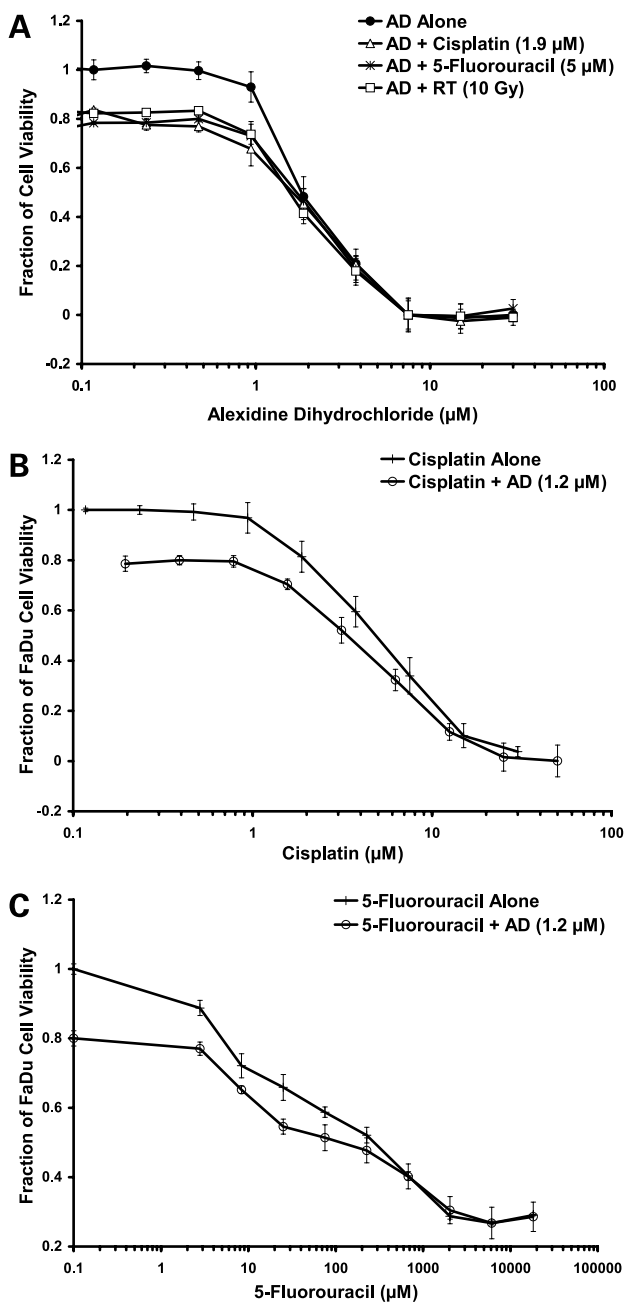 A
AD Alone
AD + Cisplatin (1.9 µM)
AD + 5-Fluorouracil (5 µM)
AD + RT (10 Gy)
Fraction of Cell Viability
1.2
1
0.8
0.6
0.4
0.2
0
-0.2
0.1 1 10 100
Alexidine Dihydrochloride (µM)
B
Cisplatin Alone
Cisplatin + AD (1.2 µM)
Fraction of FaDu Cell Viability
1.2
1
0.8
0.6
0.4
0.2
0
-0.2
0.1 1 10 100
Cisplatin (µM)
C
5-Fluorouracil Alone
5-Fluorouracil + AD (1.2 µM)
Fraction of FaDu Cell Viability
1.2
1
0.8
0.6
0.4
0.2
0.1 1 10 100 1000 10000 100000
5-Fluorouracil (µM)